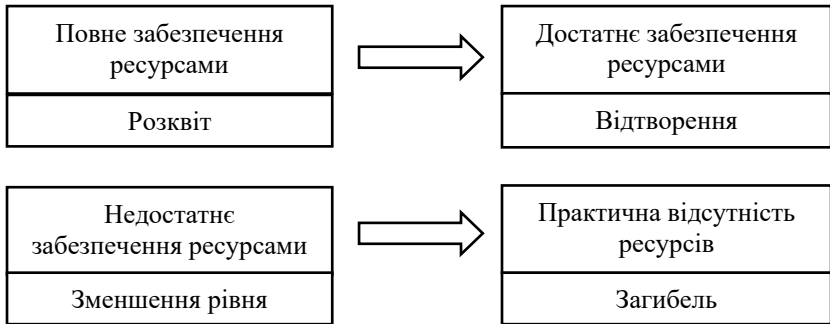 Повне забезпечення
ресурсами
Розквіт
Достатнє забезпечення
ресурсами
Відтворення
Недостатнє
забезпечення ресурсами
Зменшення рівня
Практична відсутність
ресурсів
Загибель